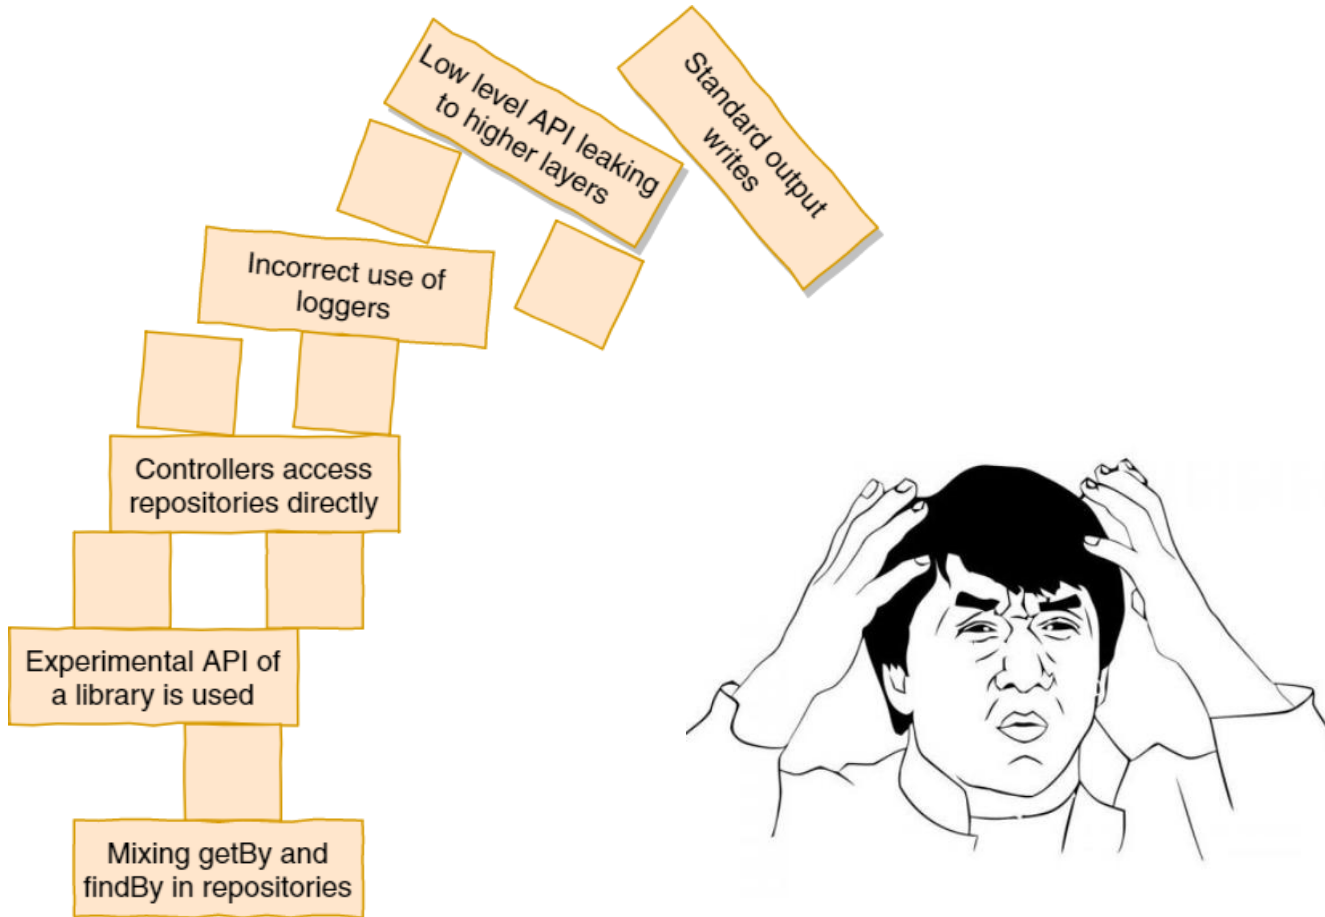 Low level API leaking
to higher layers
Standard output
writes
Incorrect use of
loggers
Controllers access
repositories directly
Experimental API of
a library is used
Mixing getBy and
findBy in repositories